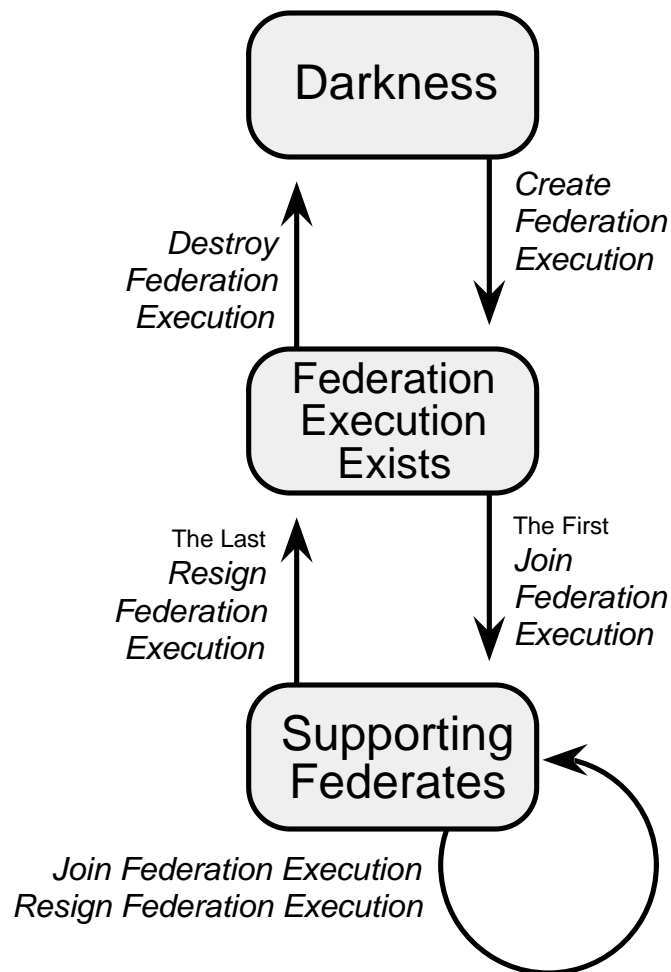 Darkness
Create
Federation
Execution
Destroy
Federation
Execution
Federation
Execution
Exists
The Last
Resign
Federation
Execution
The First
Join
Federation
Execution
Supporting
Federates
Join Federation Execution
Resign Federation Execution